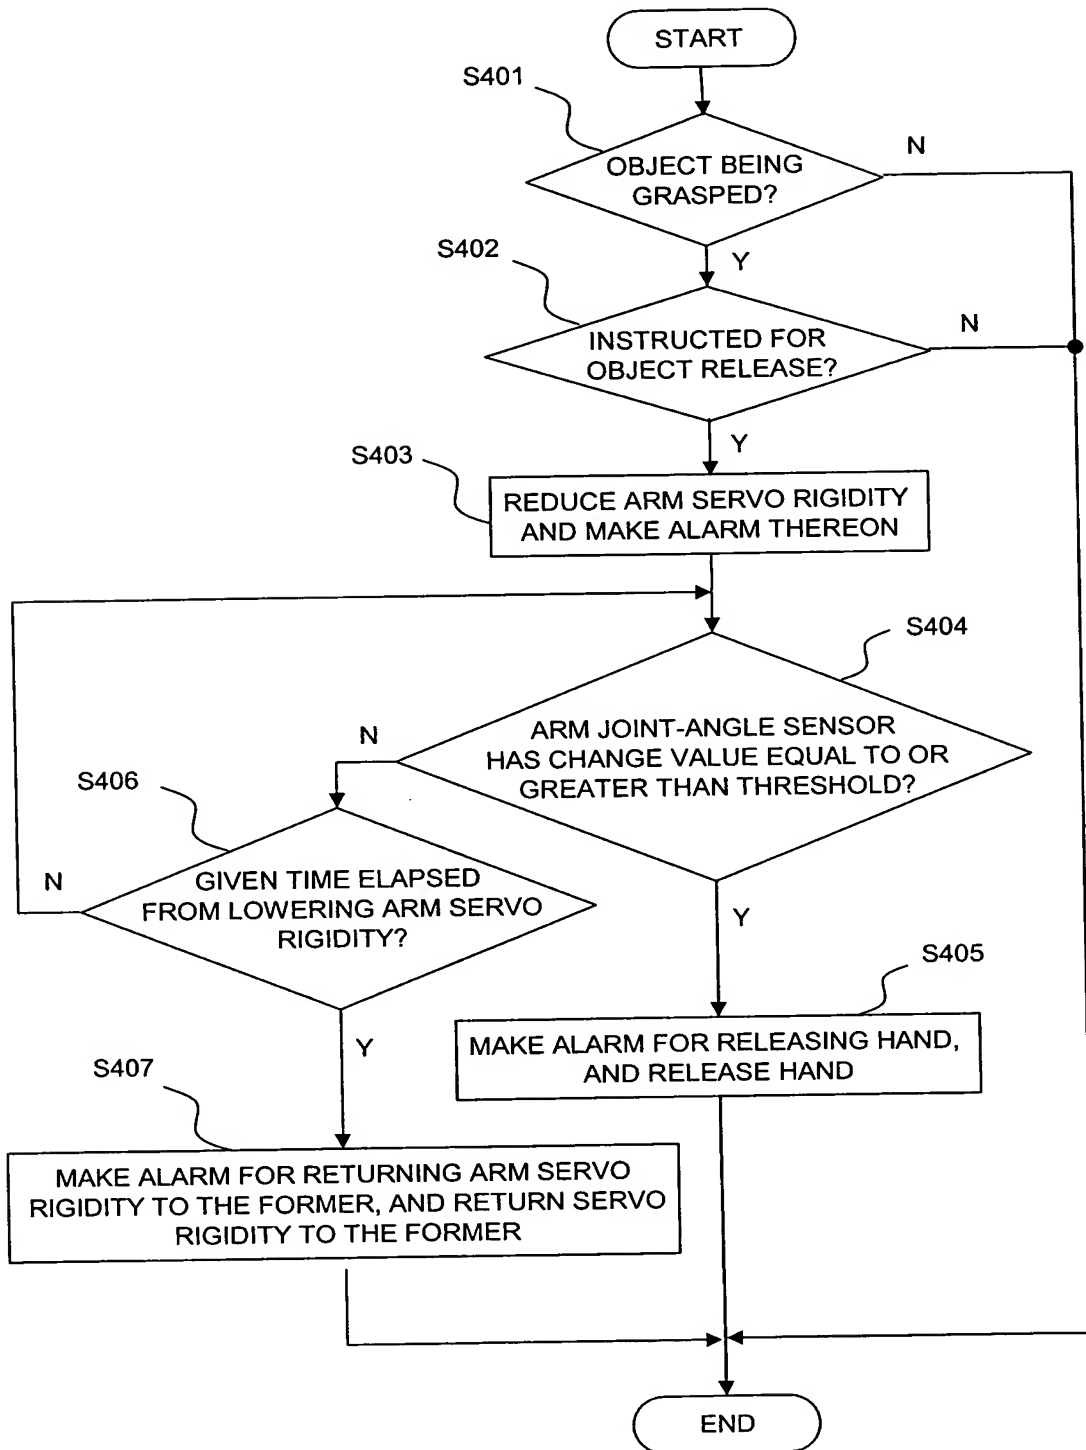 START
S401
N
OBJECT BEING
GRASPED?
S402
Y
N
INSTRUCTED FOR
OBJECT RELEASE?
Y
S403
REDUCE ARM SERVO RIGIDITY
AND MAKE ALARM THEREON
S404
N
ARM JOINT-ANGLE SENSOR
HAS CHANGE VALUE EQUAL TO OR
GREATER THAN THRESHOLD?
S406
N
GIVEN TIME ELAPSED
FROM LOWERING ARM SERVO
RIGIDITY?
Y
S405
MAKE ALARM FOR RELEASING HAND,
AND RELEASE HAND
Y
S407
MAKE ALARM FOR RETURNING ARM SERVO
RIGIDITY TO THE FORMER, AND RETURN SERVO
RIGIDITY TO THE FORMER
END